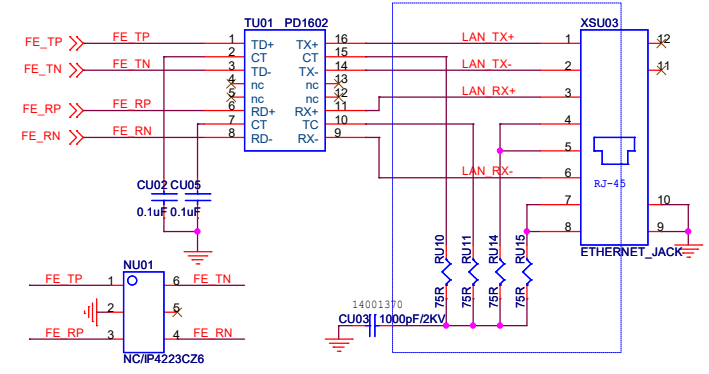 TU01 PD1602 XSU03
FE_TP FE_TP 1 TD+ TX+ 16 LAN_TX+ 1 12
2 CT CT 15
FE_TN FE_TN 3 TD- TX- 14 LAN_TX- 2 11
4 nc nc 13
5 nc nc 12 LAN_RX+ 3
FE_RP FE_RP 6 RD+ RX+ 11
7 CT TC 10 4
FE_RN FE_RN 8 RD- RX- 9
5
LAN_RX- 6
RJ-45
CU02 CU05
0.1uF 0.1uF
7 10
8 9
ETHERNET_JACK
RU10 RU11 RU14 RU15
75R 75R 75R 75R
NU01
FE_TP 1 6 FE_TN
2 5
FE_RP 3 4 FE_RN
NC/IP4223CZ6
14001370
CU03 1000pF/2KV